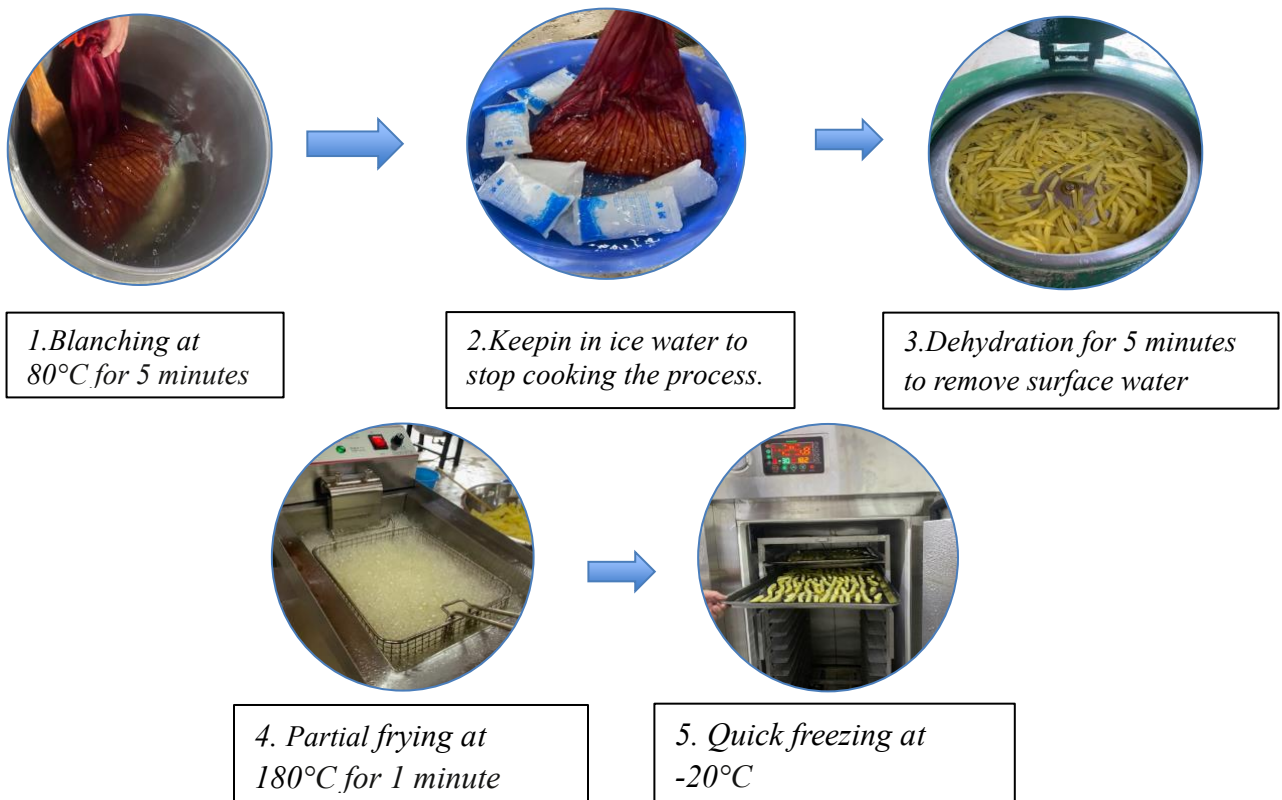 1.Blanching at
80°C for 5 minutes
2.Keepin in ice water to
stop cooking the process.
3.Dehydration for 5 minutes
to remove surface water
4. Partial frying at
180°C for 1 minute
5. Quick freezing at
-20°C